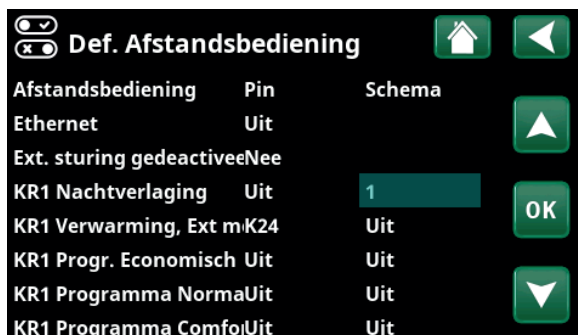 Def. Afstandsbediening
Afstandsbediening Pin Schema
Ethernet Uit
Ext. sturing gedeactiveeNee
KR1 Nachtverlaging Uit 1
KR1 Verwarming, Ext mK24 Uit
OK
KR1 Progr. Economisch Uit Uit
KR1 Programma NormaUit Uit
KR1 Programma ComfoUit Uit